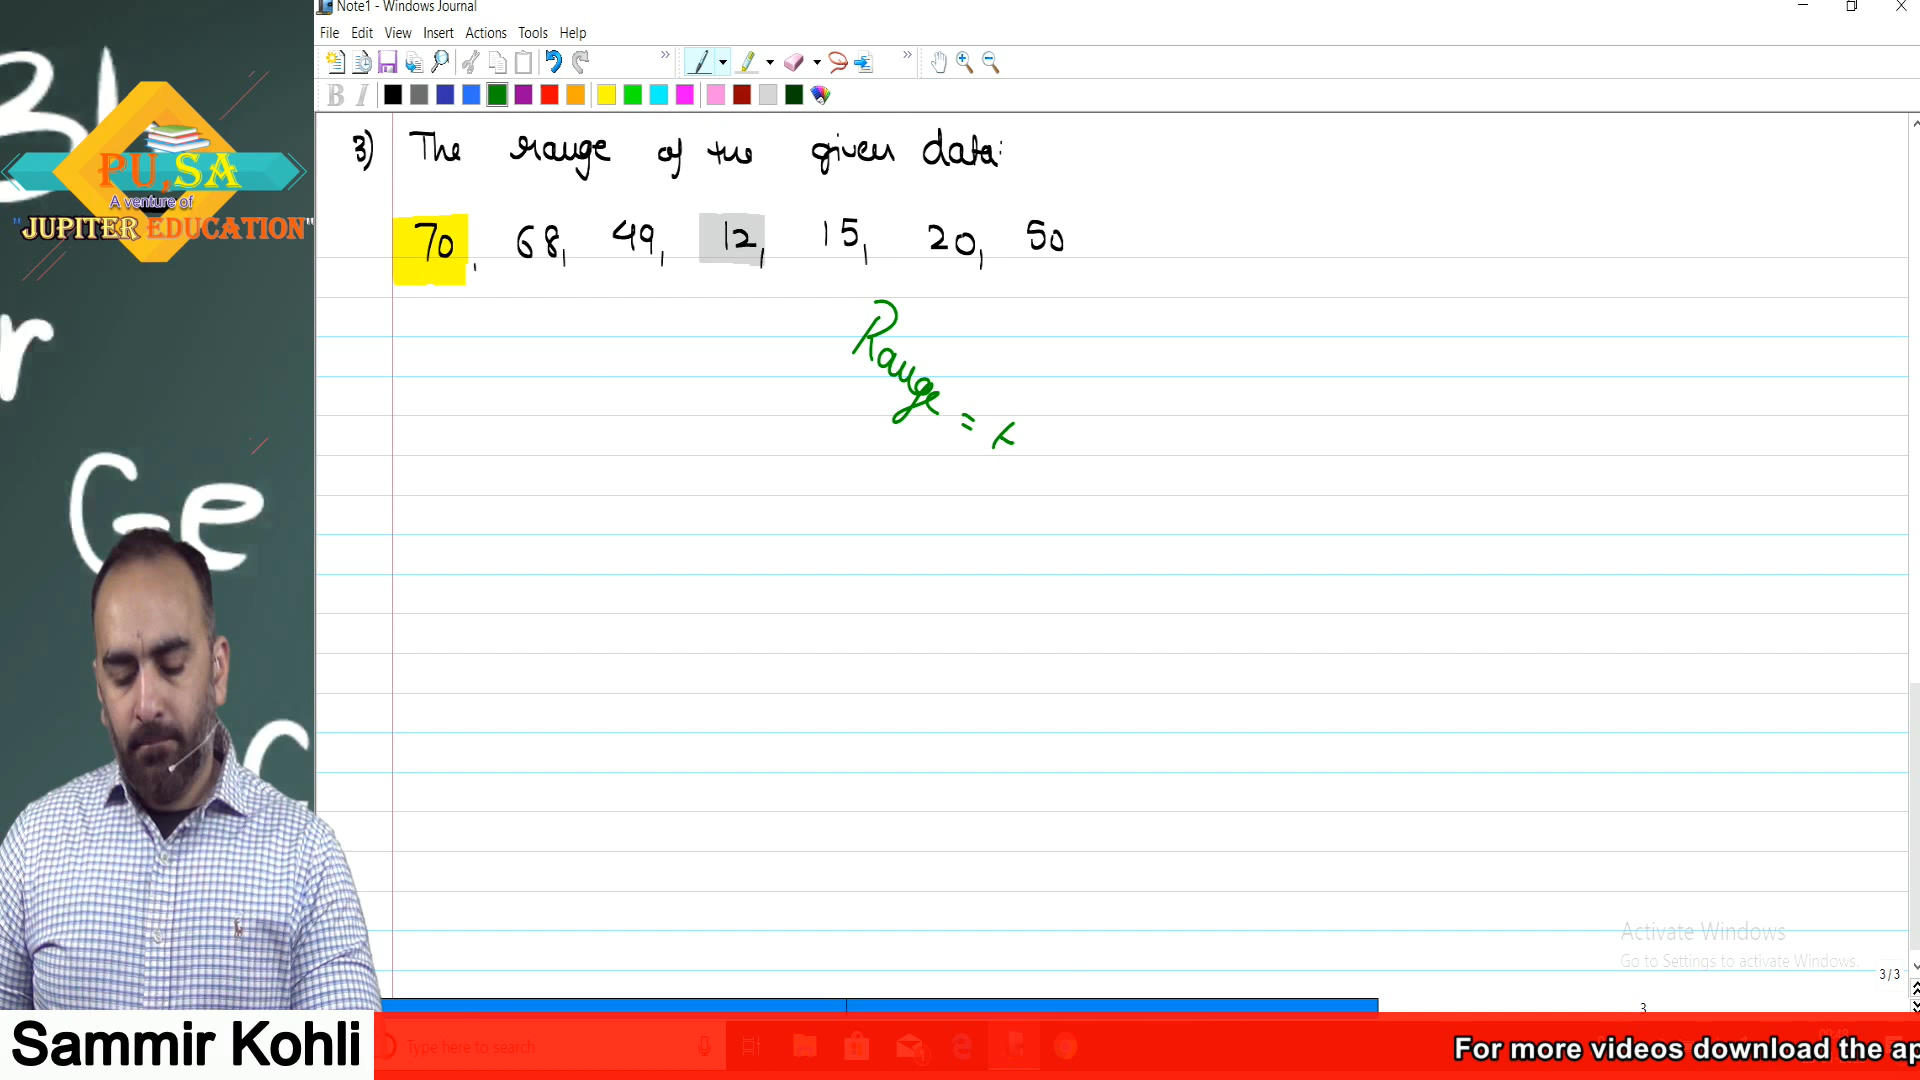 Note1 - Windows Journal
File Edit View Insert Actions Tools Help
B I
3) The range of the given data:
70, 68, 49, 12, 15, 20, 50
Range =
PU,SA
A venture of
"JUPITER EDUCATION"
r
Ge
Activate Windows
Go to Settings to activate Windows.
3/3
3
Sammir Kohli
Type here to search
For more videos download the ap